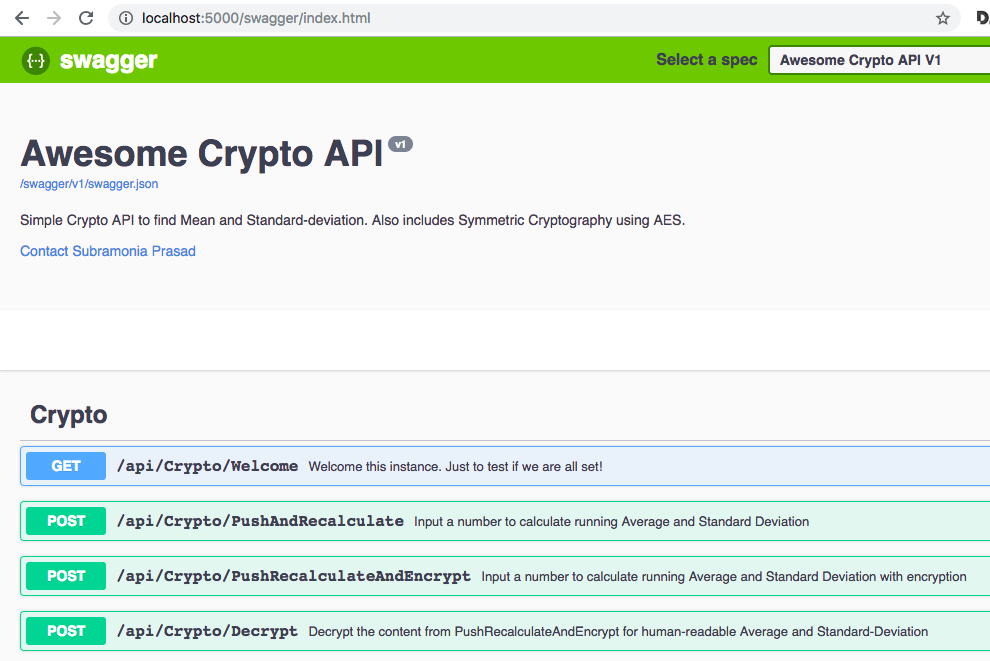 localhost:5000/swagger/index.html
{··} swagger Select a spec Awesome Crypto API V1
Awesome Crypto API v1
/swagger/v1/swagger.json
Simple Crypto API to find Mean and Standard-deviation. Also includes Symmetric Cryptography using AES.
Contact Subramonia Prasad
Crypto
GET /api/Crypto/Welcome Welcome this instance. Just to test if we are all set!
POST /api/Crypto/PushAndRecalculate Input a number to calculate running Average and Standard Deviation
POST /api/Crypto/PushRecalculateAndEncrypt Input a number to calculate running Average and Standard Deviation with encryption
POST /api/Crypto/Decrypt Decrypt the content from PushRecalculateAndEncrypt for human-readable Average and Standard-Deviation